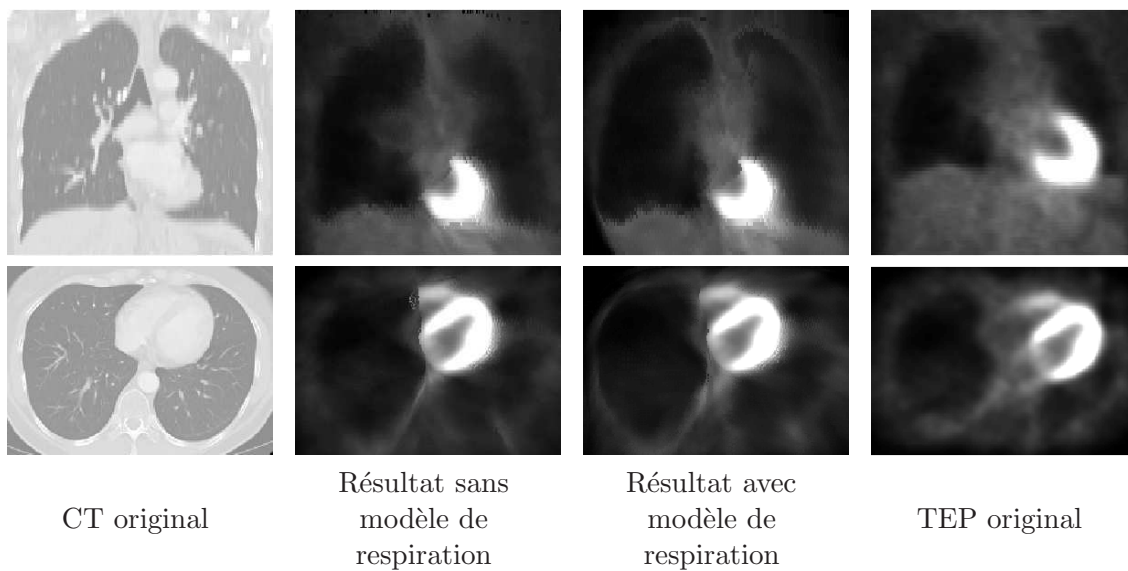 CT original
Résultat sans
modèle de
respiration
Résultat avec
modèle de
respiration
TEP original